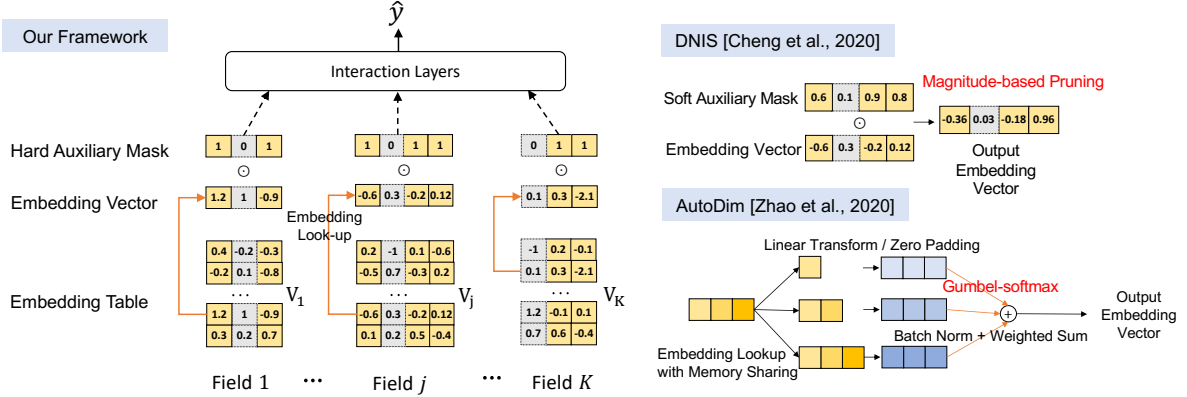 Our Framework
ŷ
Interaction Layers
Hard Auxiliary Mask
1 0 1
1 0 1 1
0 1 1
⊙ ⊙ ⊙
Embedding Vector
1.2 1 -0.9
-0.6 0.3 -0.2 0.12
0.1 0.3 -2.1
Embedding
Look-up
Embedding Table
0.4 -0.2 -0.3
-0.2 0.1 -0.8
...
1.2 1 -0.9
0.3 0.2 0.7
V1
0.2 -1 0.1 -0.6
-0.5 0.7 -0.3 0.2
...
-0.6 0.3 -0.2 0.12
0.1 0.2 0.5 -0.4
Vj
-1 0.2 -0.1
0.1 0.3 -2.1
...
1.2 -0.1 0.1
0.7 0.6 -0.4
VK
Field 1 ... Field j ... Field K
DNIS [Cheng et al., 2020]
Magnitude-based Pruning
Soft Auxiliary Mask
0.6 0.1 0.9 0.8
⊙
Embedding Vector
-0.6 0.3 -0.2 0.12
-0.36 0.03 -0.18 0.96
Output
Embedding
Vector
AutoDim [Zhao et al., 2020]
Linear Transform / Zero Padding
Gumbel-softmax
+
Batch Norm + Weighted Sum
Embedding Lookup
with Memory Sharing
Output
Embedding
Vector